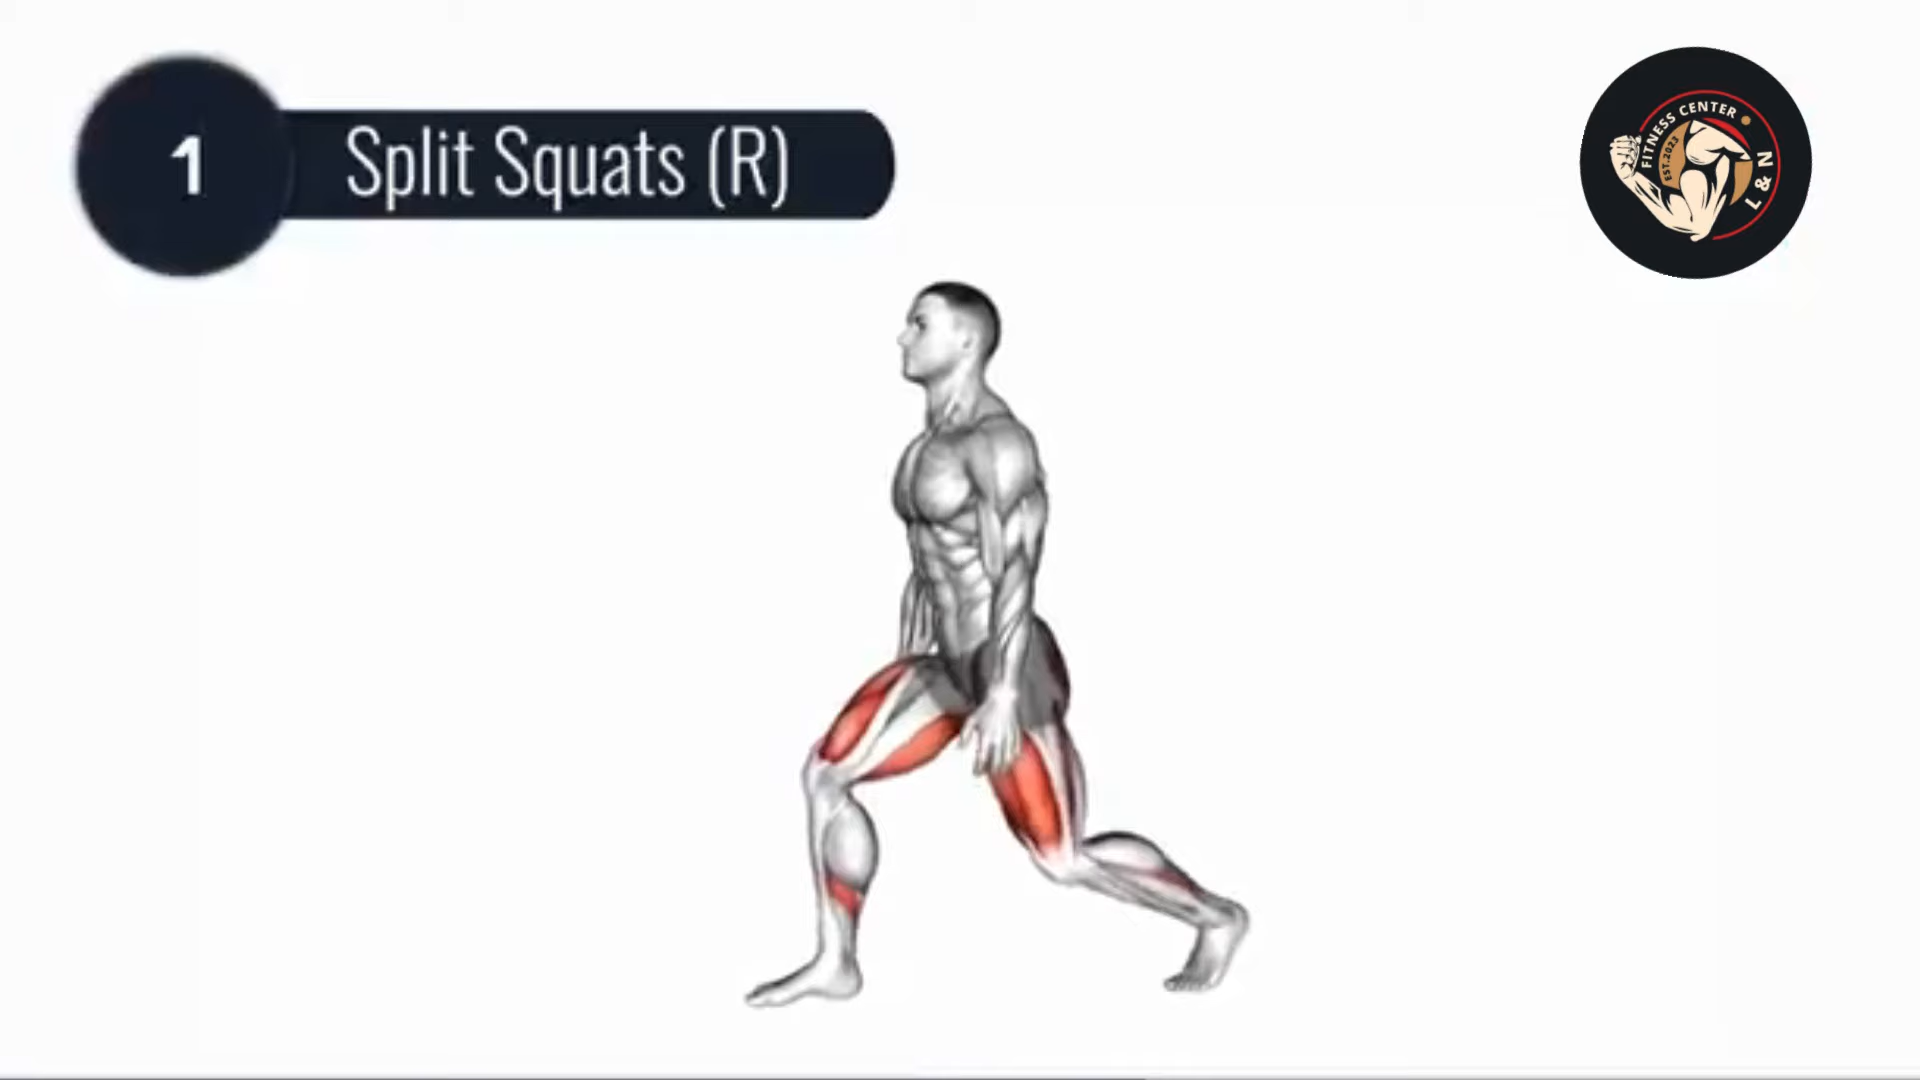 1
Split Squats (R)
FITNESS CENTER
EST.2023
L & N